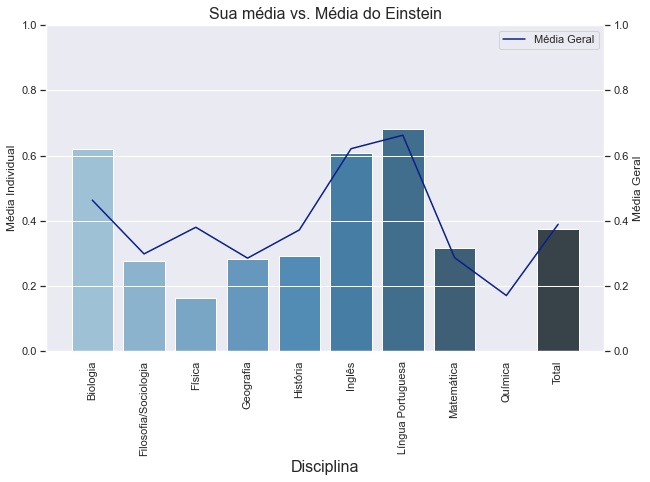 Sua média vs. Média do Einstein
Média Geral
1.0
0.8
0.6
0.4
0.2
0.0
Média Individual
1.0
0.8
0.6
0.4
0.2
0.0
Média Geral
Biologia
Filosofia/Sociologia
Física
Geografia
História
Inglês
Língua Portuguesa
Matemática
Química
Total
Disciplina